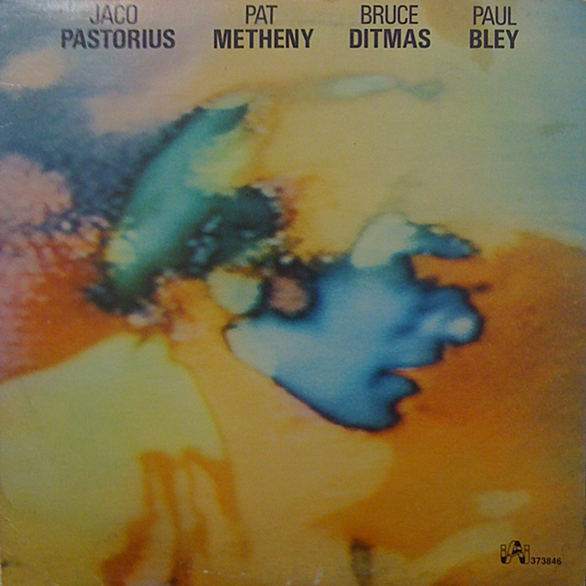 JACO PAT BRUCE PAUL
PASTORIUS METHENY DITMAS BLEY
373846